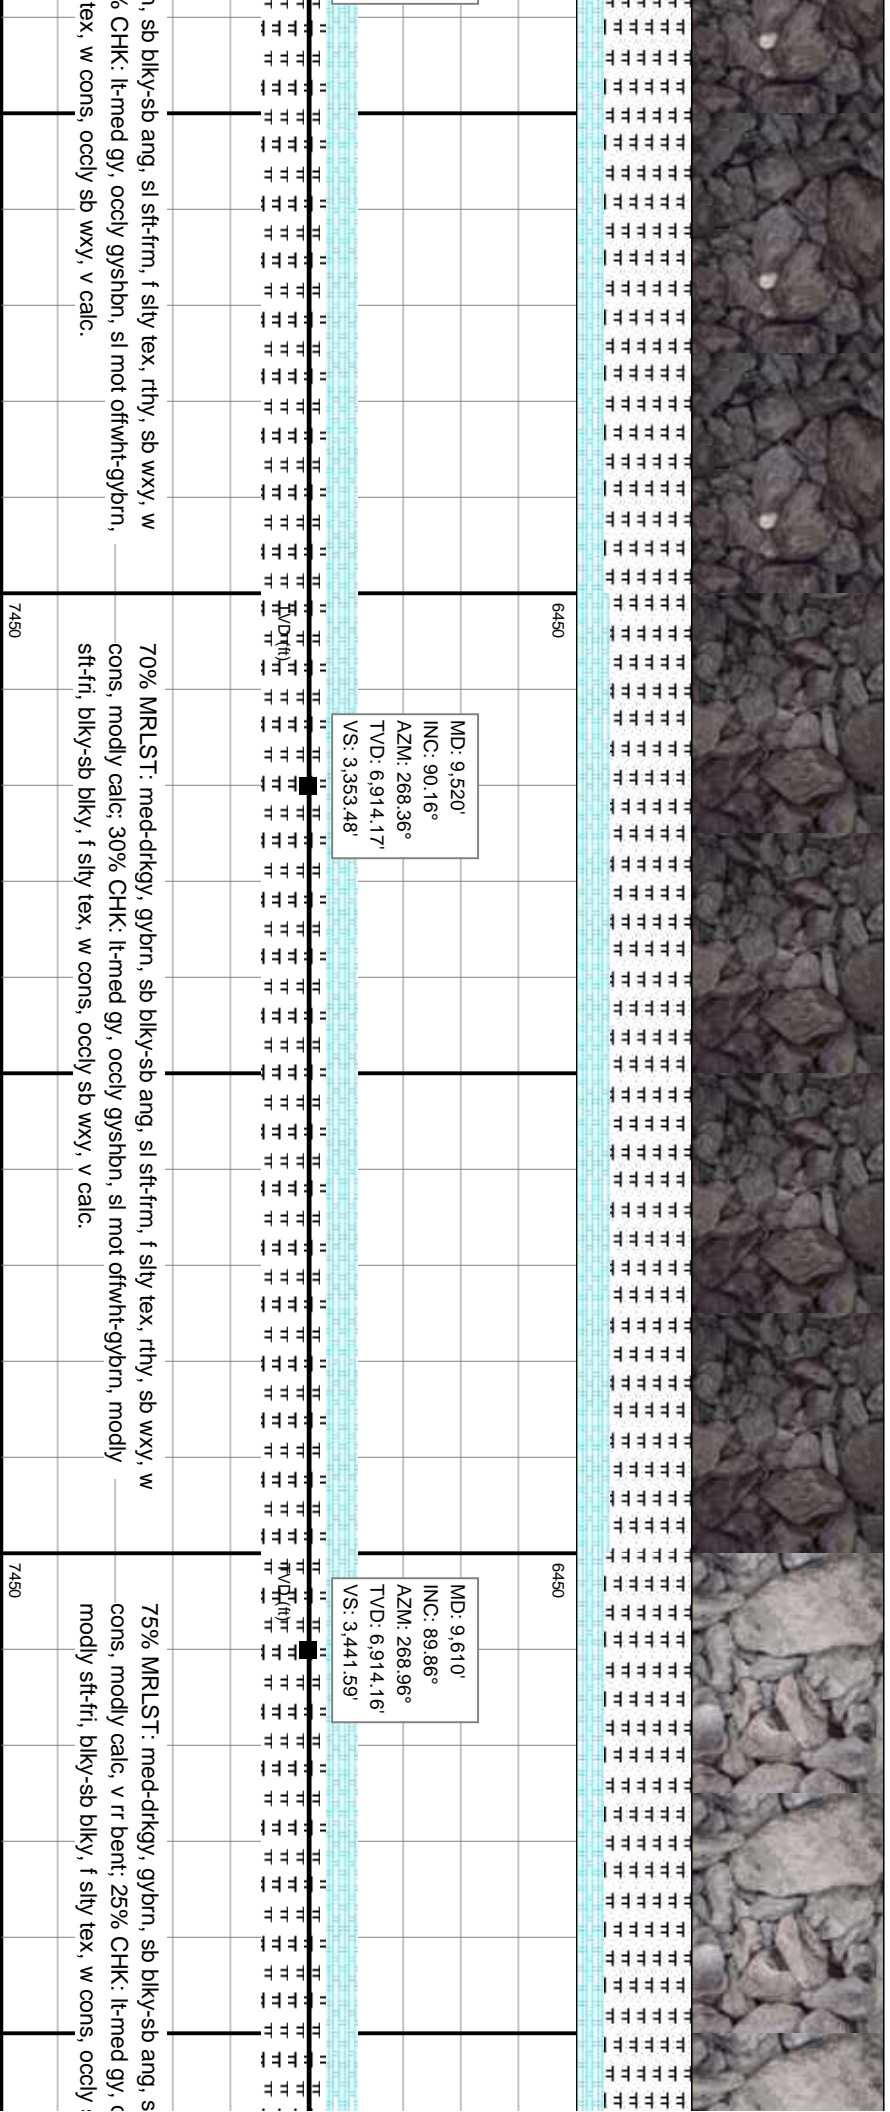 , sb blky-sb ang, sl sft-frm, f slty tex, rthy, sb wxy, w
% CHK: lt-med gy, occly gyshbn, sl mot offwht-gybrn,
tex, w cons, occly sb wxy, v calc.
6450
TVD (ft)
7450
MD: 9,520'
INC: 90.16°
AZM: 268.36°
TVD: 6,914.17'
VS: 3,353.48'
70% MRLST: med-drkgy, gybrn, sb blky-sb ang, sl sft-frm, f slty tex, rthy, sb wxy, w
cons, modly calc; 30% CHK: lt-med gy, occly gyshbn, sl mot offwht-gybrn, modly
sft-fri, blky-sb blky, f slty tex, w cons, occly sb wxy, v calc.
6450
TVD (ft)
7450
MD: 9,610'
INC: 89.86°
AZM: 268.96°
TVD: 6,914.16'
VS: 3,441.59'
75% MRLST: med-drkgy, gybrn, sb blky-sb ang, s
cons, modly calc, v rr bent; 25% CHK: lt-med gy,
modly sft-fri, blky-sb blky, f slty tex, w cons, occly